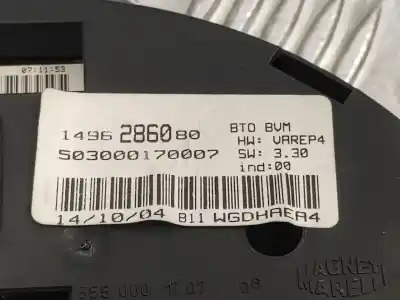 07:11:53
1496 2860 80 BTO BVM
503000170007 HW: VAREP4
SW: 3.30
ind:00
14/10/04 B11 WGDHAEA4
MAGNETI
MARELLI